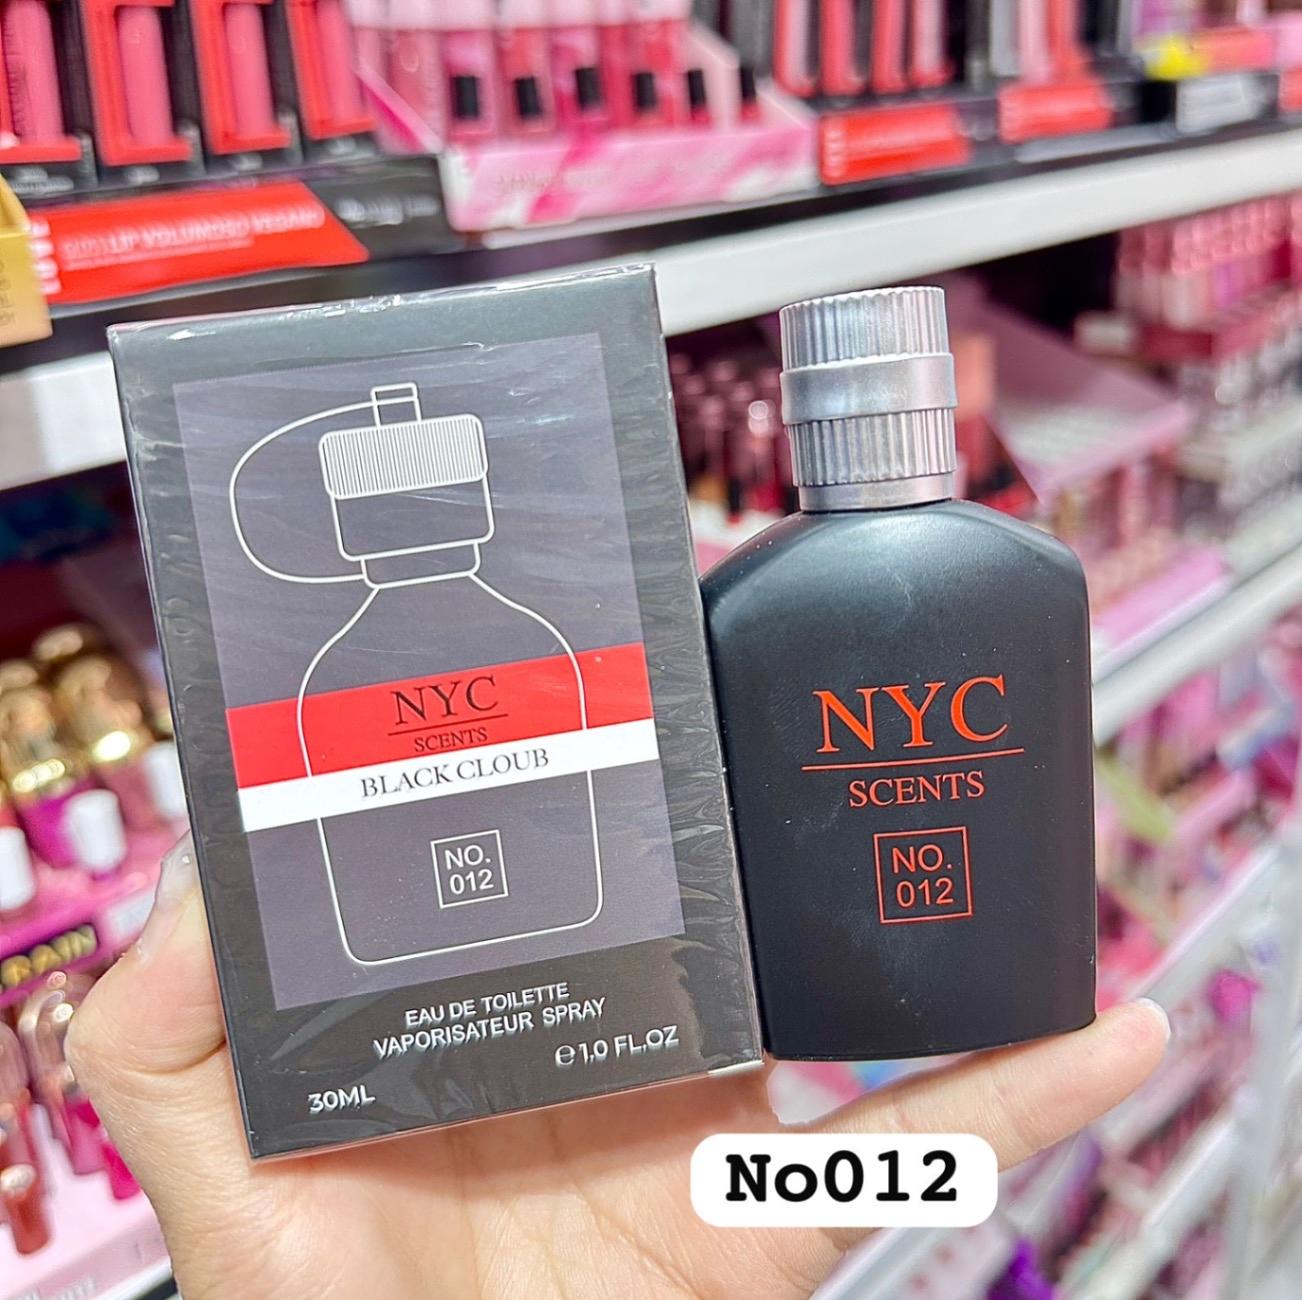 GLOSS LIP VOLUMOSO VEGANO
NYC
SCENTS
BLACK CLOUB
NO.
012
EAU DE TOILETTE
VAPORISATEUR SPRAY
℮ 1.0 FL.OZ
30ML
NYC
SCENTS
NO.
012
No012